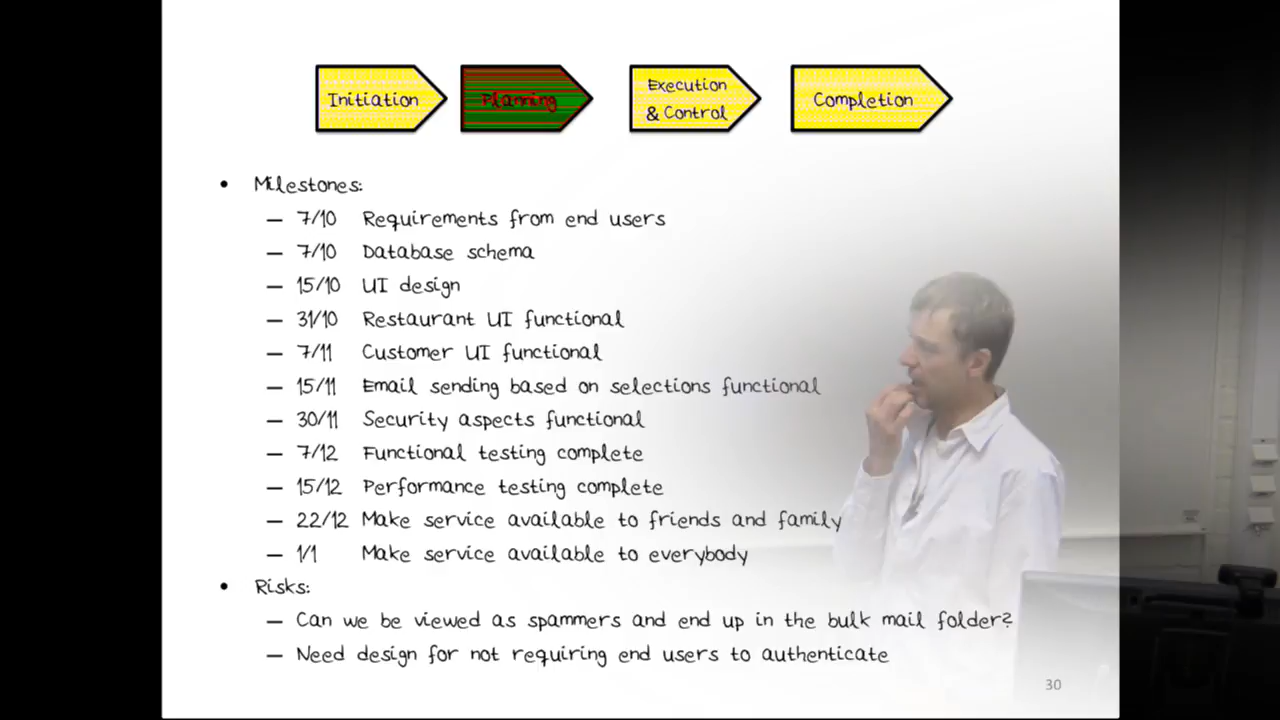 Initiation
Planning
Execution
& Control
Completion
• Milestones:
– 7/10 Requirements from end users
– 7/10 Database schema
– 15/10 UI design
– 31/10 Restaurant UI functional
– 7/11 Customer UI functional
– 15/11 Email sending based on selections functional
– 30/11 Security aspects functional
– 7/12 Functional testing complete
– 15/12 Performance testing complete
– 22/12 Make service available to friends and family
– 1/1 Make service available to everybody
• Risks:
– Can we be viewed as spammers and end up in the bulk mail folder?
– Need design for not requiring end users to authenticate
30